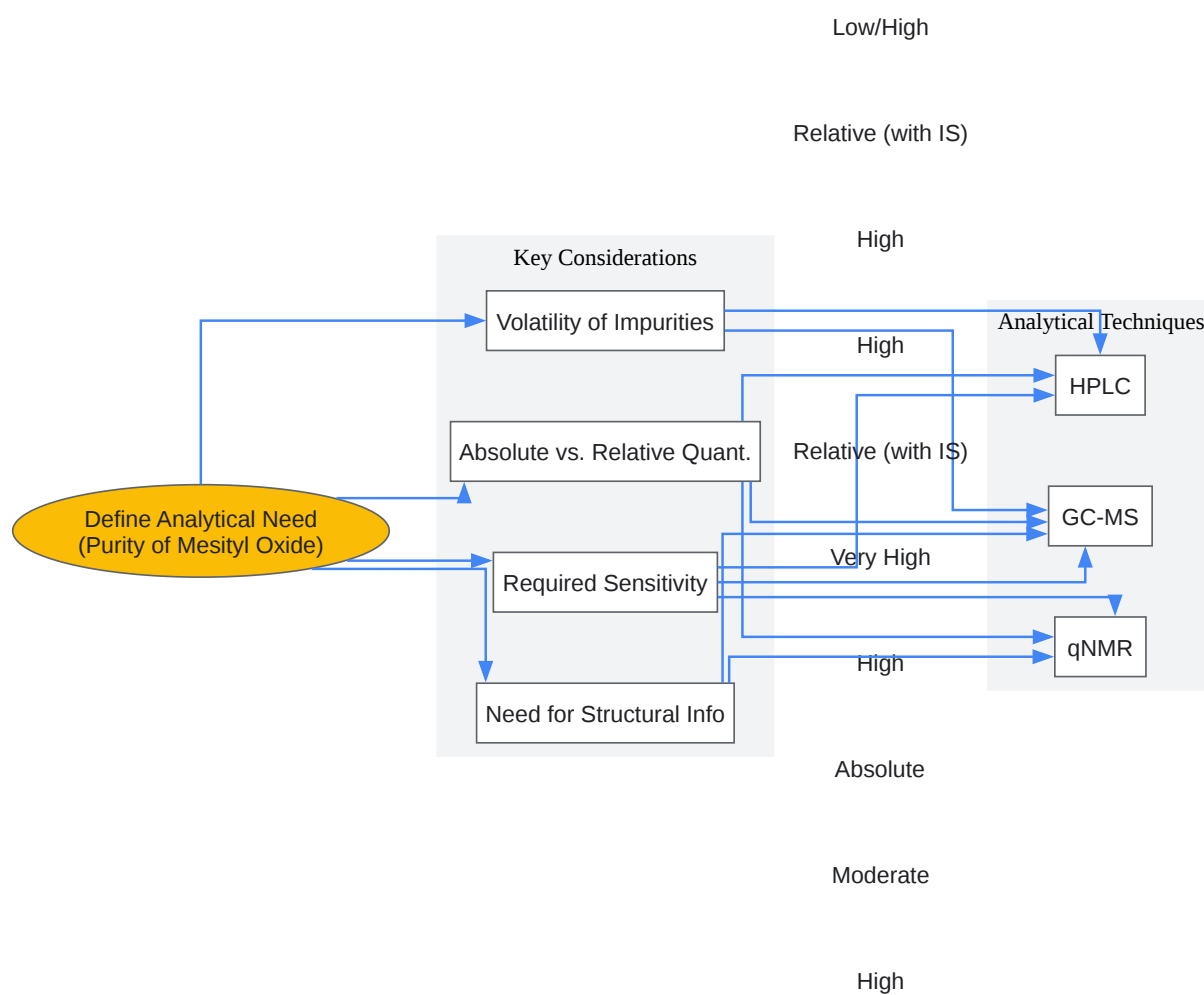 Low/High
Relative (with IS)
High
Key Considerations
Volatility of Impurities
Analytical Techniques
High
HPLC
Absolute vs. Relative Quant.
Relative (with IS)
Define Analytical Need
(Purity of Mesityl Oxide)
GC-MS
Required Sensitivity
Very High
qNMR
High
Need for Structural Info
Absolute
Moderate
High